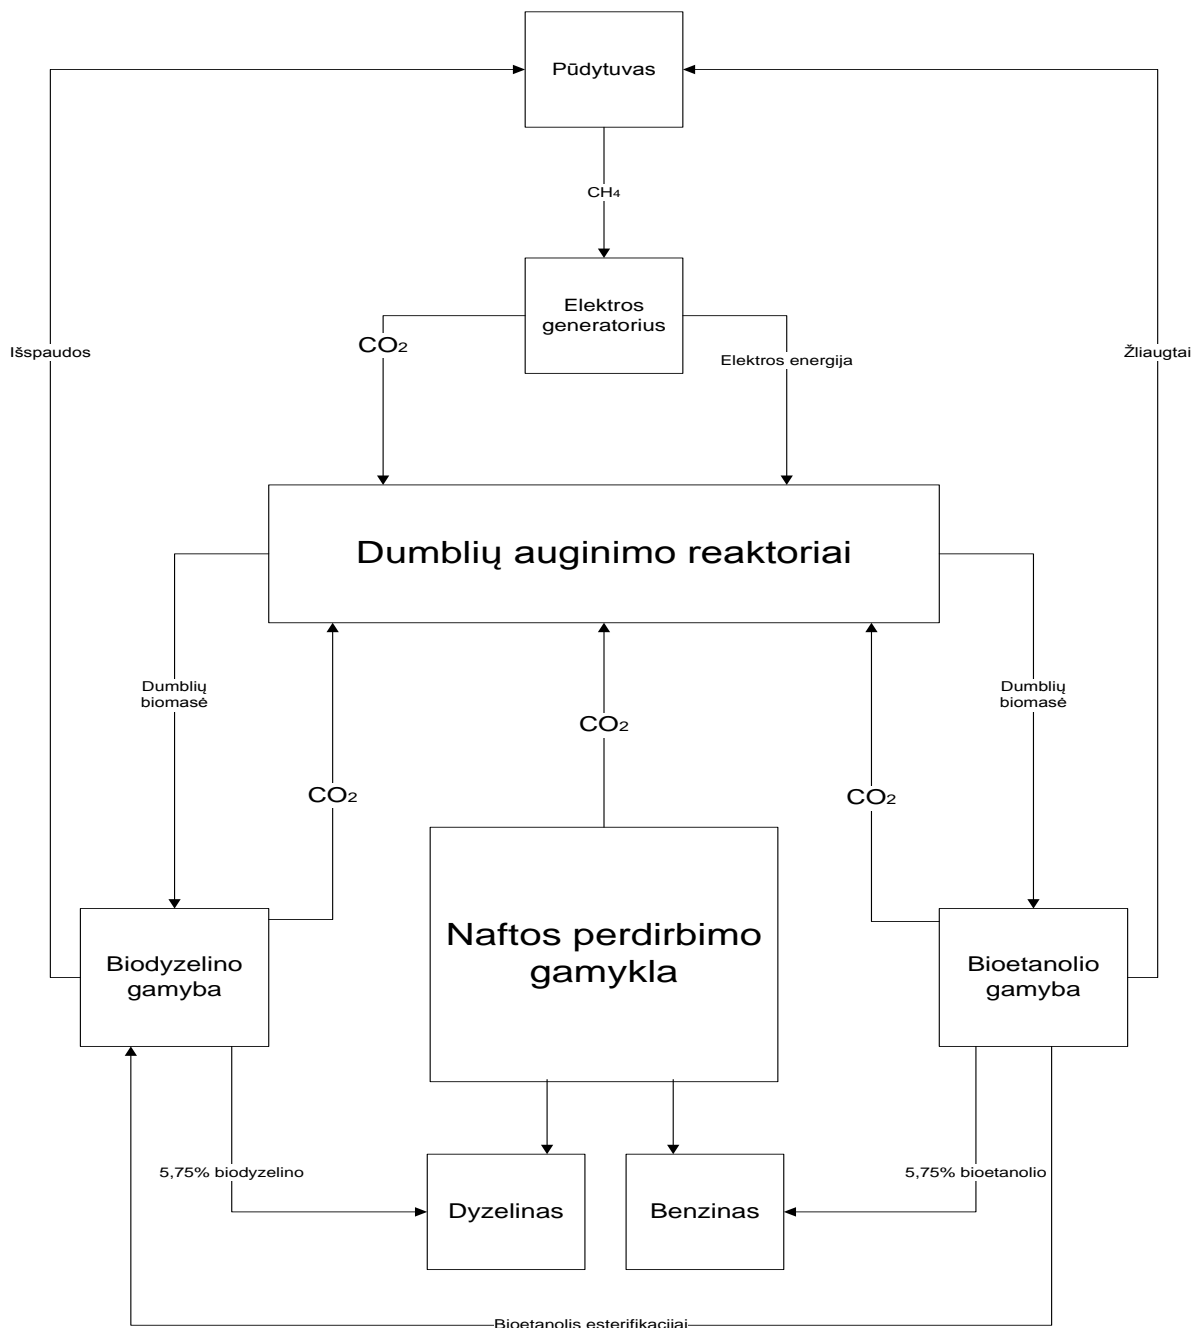 Pūdytuvas
CH4
Elektros
generatorius
CO2
Išspaudos
Elektros energija
Žliaugtai
Dumblių auginimo reaktoriai
Dumblių
biomasė
Dumblių
biomasė
CO2
CO2
CO2
Naftos perdirbimo
gamykla
Biodyzelino
gamyba
Bioetanolio
gamyba
5,75% biodyzelino
5,75% bioetanolio
Dyzelinas
Benzinas
Bioetanolis esterifikacijai